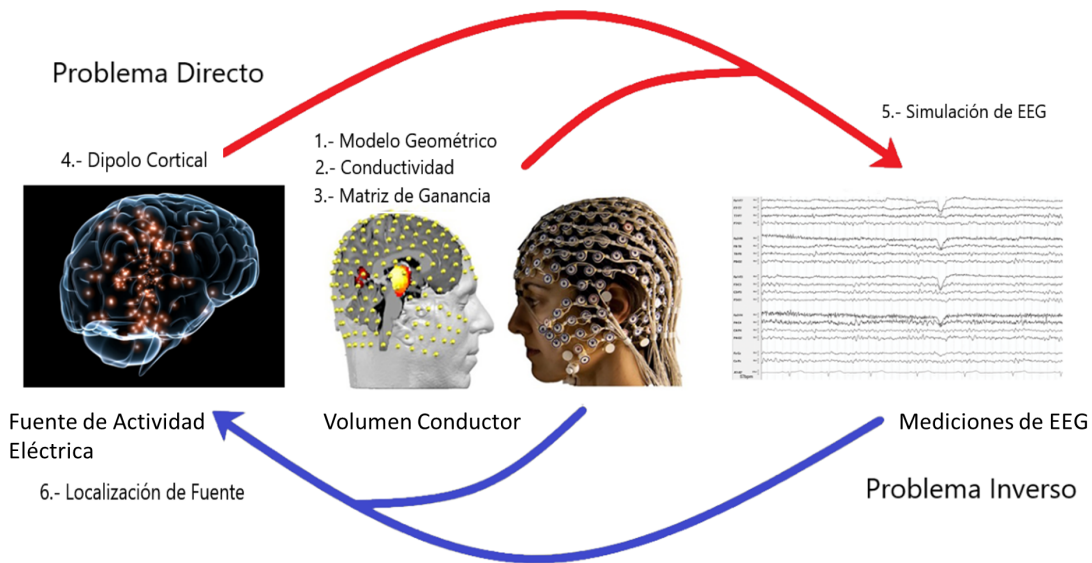 Problema Directo
5.- Simulación de EEG
4.- Dipolo Cortical
1.- Modelo Geométrico
2.- Conductividad
3.- Matriz de Ganancia
Fuente de Actividad
Eléctrica
Volumen Conductor
Mediciones de EEG
6.- Localización de Fuente
Problema Inverso